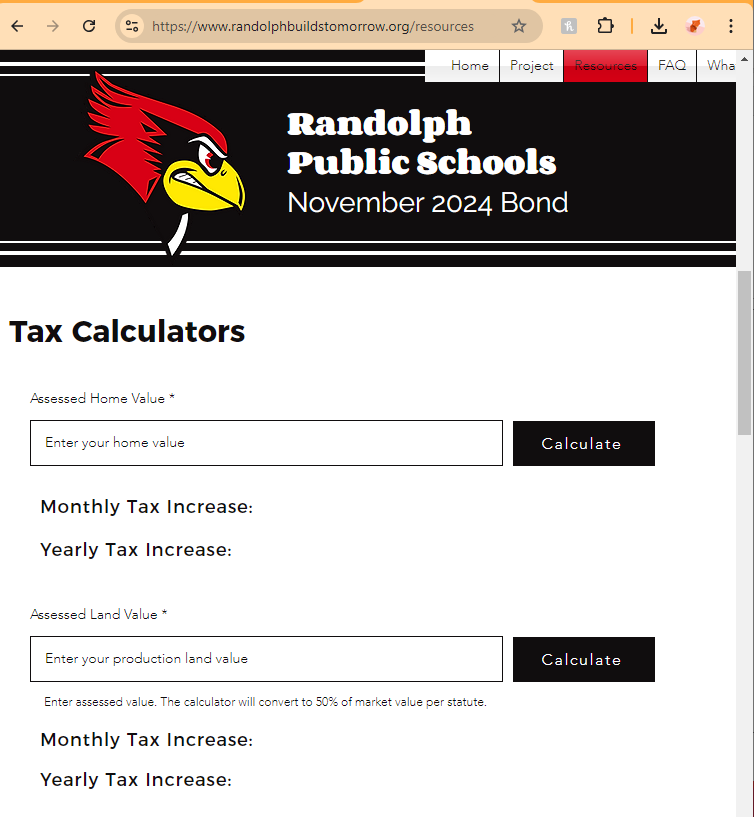 https://www.randolphbuildstomorrow.org/resources
Home Project Resources FAQ Wha
Randolph
Public Schools
November 2024 Bond
Tax Calculators
Assessed Home Value *
Enter your home value
Calculate
Monthly Tax Increase:
Yearly Tax Increase:
Assessed Land Value *
Enter your production land value
Calculate
Enter assessed value. The calculator will convert to 50% of market value per statute.
Monthly Tax Increase:
Yearly Tax Increase: